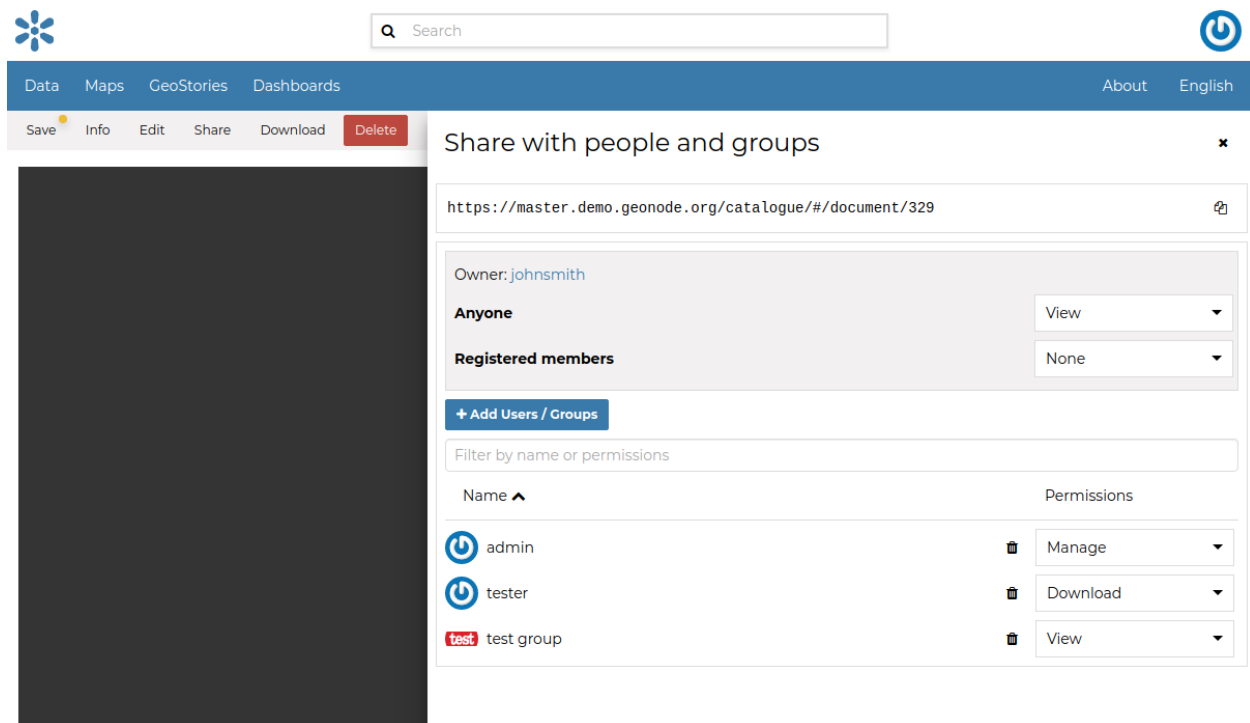 Search
Data Maps GeoStories Dashboards About English
Save Info Edit Share Download Delete
Share with people and groups
https://master.demo.geonode.org/catalogue/#/document/329
Owner: johnsmith
Anyone View
Registered members None
+ Add Users / Groups
Filter by name or permissions
Name Permissions
admin Manage
tester Download
test test group View